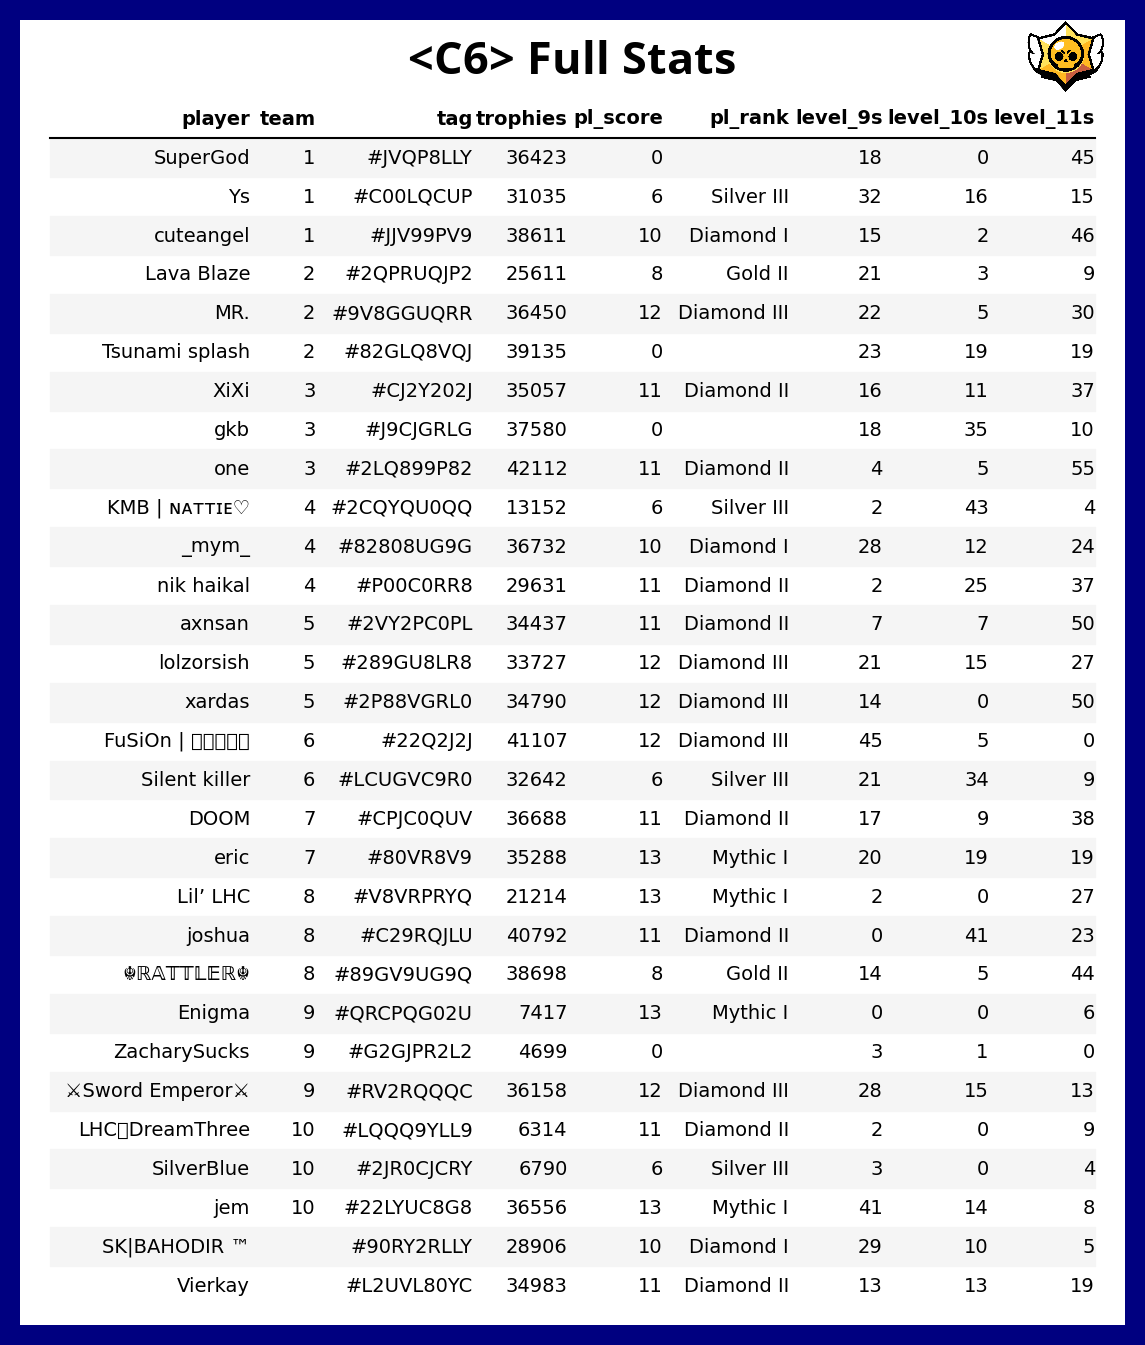 <C6> Full Stats
player team tag trophies pl_score pl_rank level_9s level_10s level_11s
SuperGod 1 #JVQP8LLY 36423 0 18 0 45
Ys 1 #C00LQCUP 31035 6 Silver III 32 16 15
cuteangel 1 #JJV99PV9 38611 10 Diamond I 15 2 46
Lava Blaze 2 #2QPRUQJP2 25611 8 Gold II 21 3 9
MR. 2 #9V8GGUQRR 36450 12 Diamond III 22 5 30
Tsunami splash 2 #82GLQ8VQJ 39135 0 23 19 19
XiXi 3 #CJ2Y202J 35057 11 Diamond II 16 11 37
gkb 3 #J9CJGRLG 37580 0 18 35 10
one 3 #2LQ899P82 42112 11 Diamond II 4 5 55
KMB | ɴᴀᴛᴛɪᴇ♡ 4 #2CQYQU0QQ 13152 6 Silver III 2 43 4
_mym_ 4 #82808UG9G 36732 10 Diamond I 28 12 24
nik haikal 4 #P00C0RR8 29631 11 Diamond II 2 25 37
axnsan 5 #2VY2PC0PL 34437 11 Diamond II 7 7 50
lolzorsish 5 #289GU8LR8 33727 12 Diamond III 21 15 27
xardas 5 #2P88VGRL0 34790 12 Diamond III 14 0 50
FuSiOn | 6 #22Q2J2J 41107 12 Diamond III 45 5 0
Silent killer 6 #LCUGVC9R0 32642 6 Silver III 21 34 9
DOOM 7 #CPJC0QUV 36688 11 Diamond II 17 9 38
eric 7 #80VR8V9 35288 13 Mythic I 20 19 19
Lil’ LHC 8 #V8VRPRYQ 21214 13 Mythic I 2 0 27
joshua 8 #C29RQJLU 40792 11 Diamond II 0 41 23
☬ℝ𝔸𝕋𝕋𝕃𝔼ℝ☬ 8 #89GV9UG9Q 38698 8 Gold II 14 5 44
Enigma 9 #QRCPQG02U 7417 13 Mythic I 0 0 6
ZacharySucks 9 #G2GJPR2L2 4699 0 3 1 0
⚔Sword Emperor⚔ 9 #RV2RQQQC 36158 12 Diamond III 28 15 13
LHC▯DreamThree 10 #LQQQ9YLL9 6314 11 Diamond II 2 0 9
SilverBlue 10 #2JR0CJCRY 6790 6 Silver III 3 0 4
jem 10 #22LYUC8G8 36556 13 Mythic I 41 14 8
SK|BAHODIR ™ #90RY2RLLY 28906 10 Diamond I 29 10 5
Vierkay #L2UVL80YC 34983 11 Diamond II 13 13 19